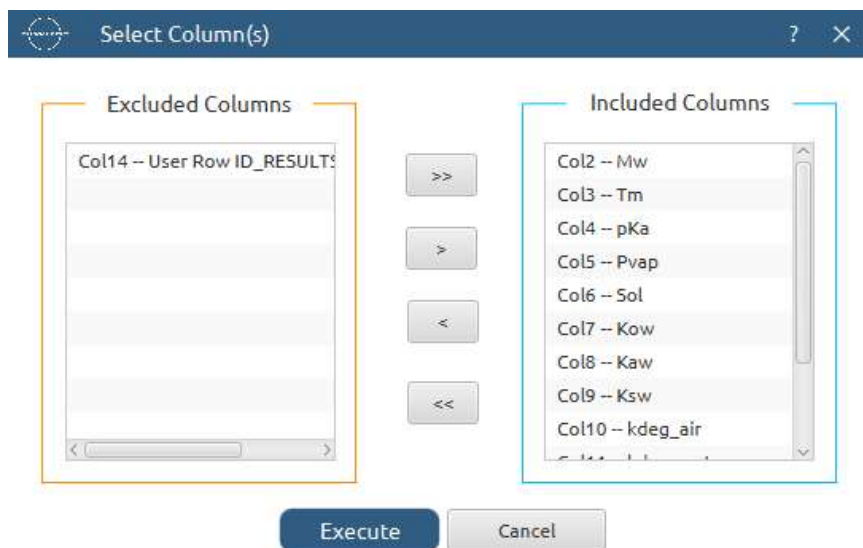 Select Column(s)
?
Excluded Columns
Included Columns
Col14 -- User Row ID_RESULTS
>>
>
<
<<
Col2 -- Mw
Col3 -- Tm
Col4 -- pKa
Col5 -- Pvap
Col6 -- Sol
Col7 -- Kow
Col8 -- Kaw
Col9 -- Ksw
Col10 -- kdeg_air
Execute
Cancel